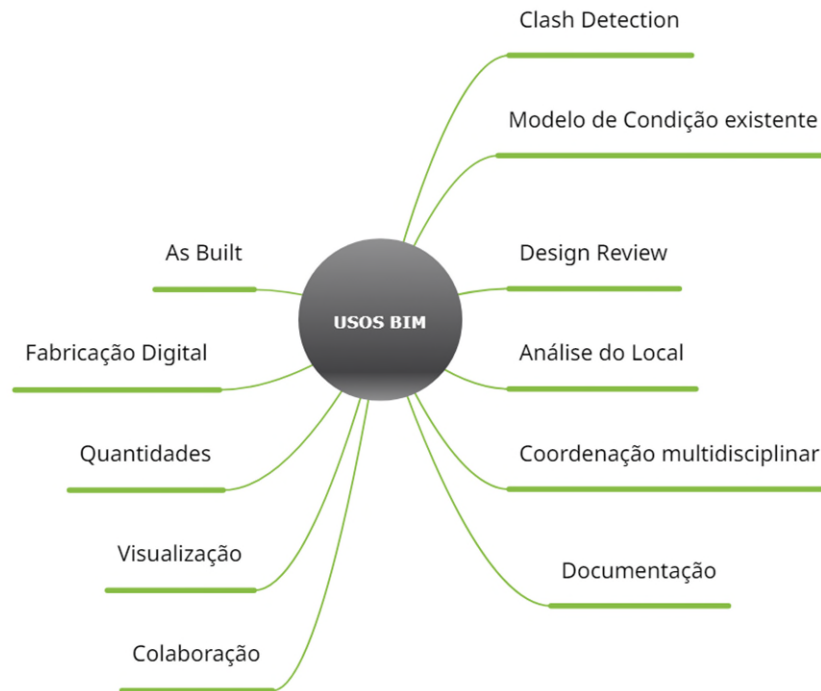 Clash Detection
Modelo de Condição existente
As Built
Design Review
USOS BIM
Fabricação Digital
Análise do Local
Quantidades
Coordenação multidisciplinar
Visualização
Documentação
Colaboração